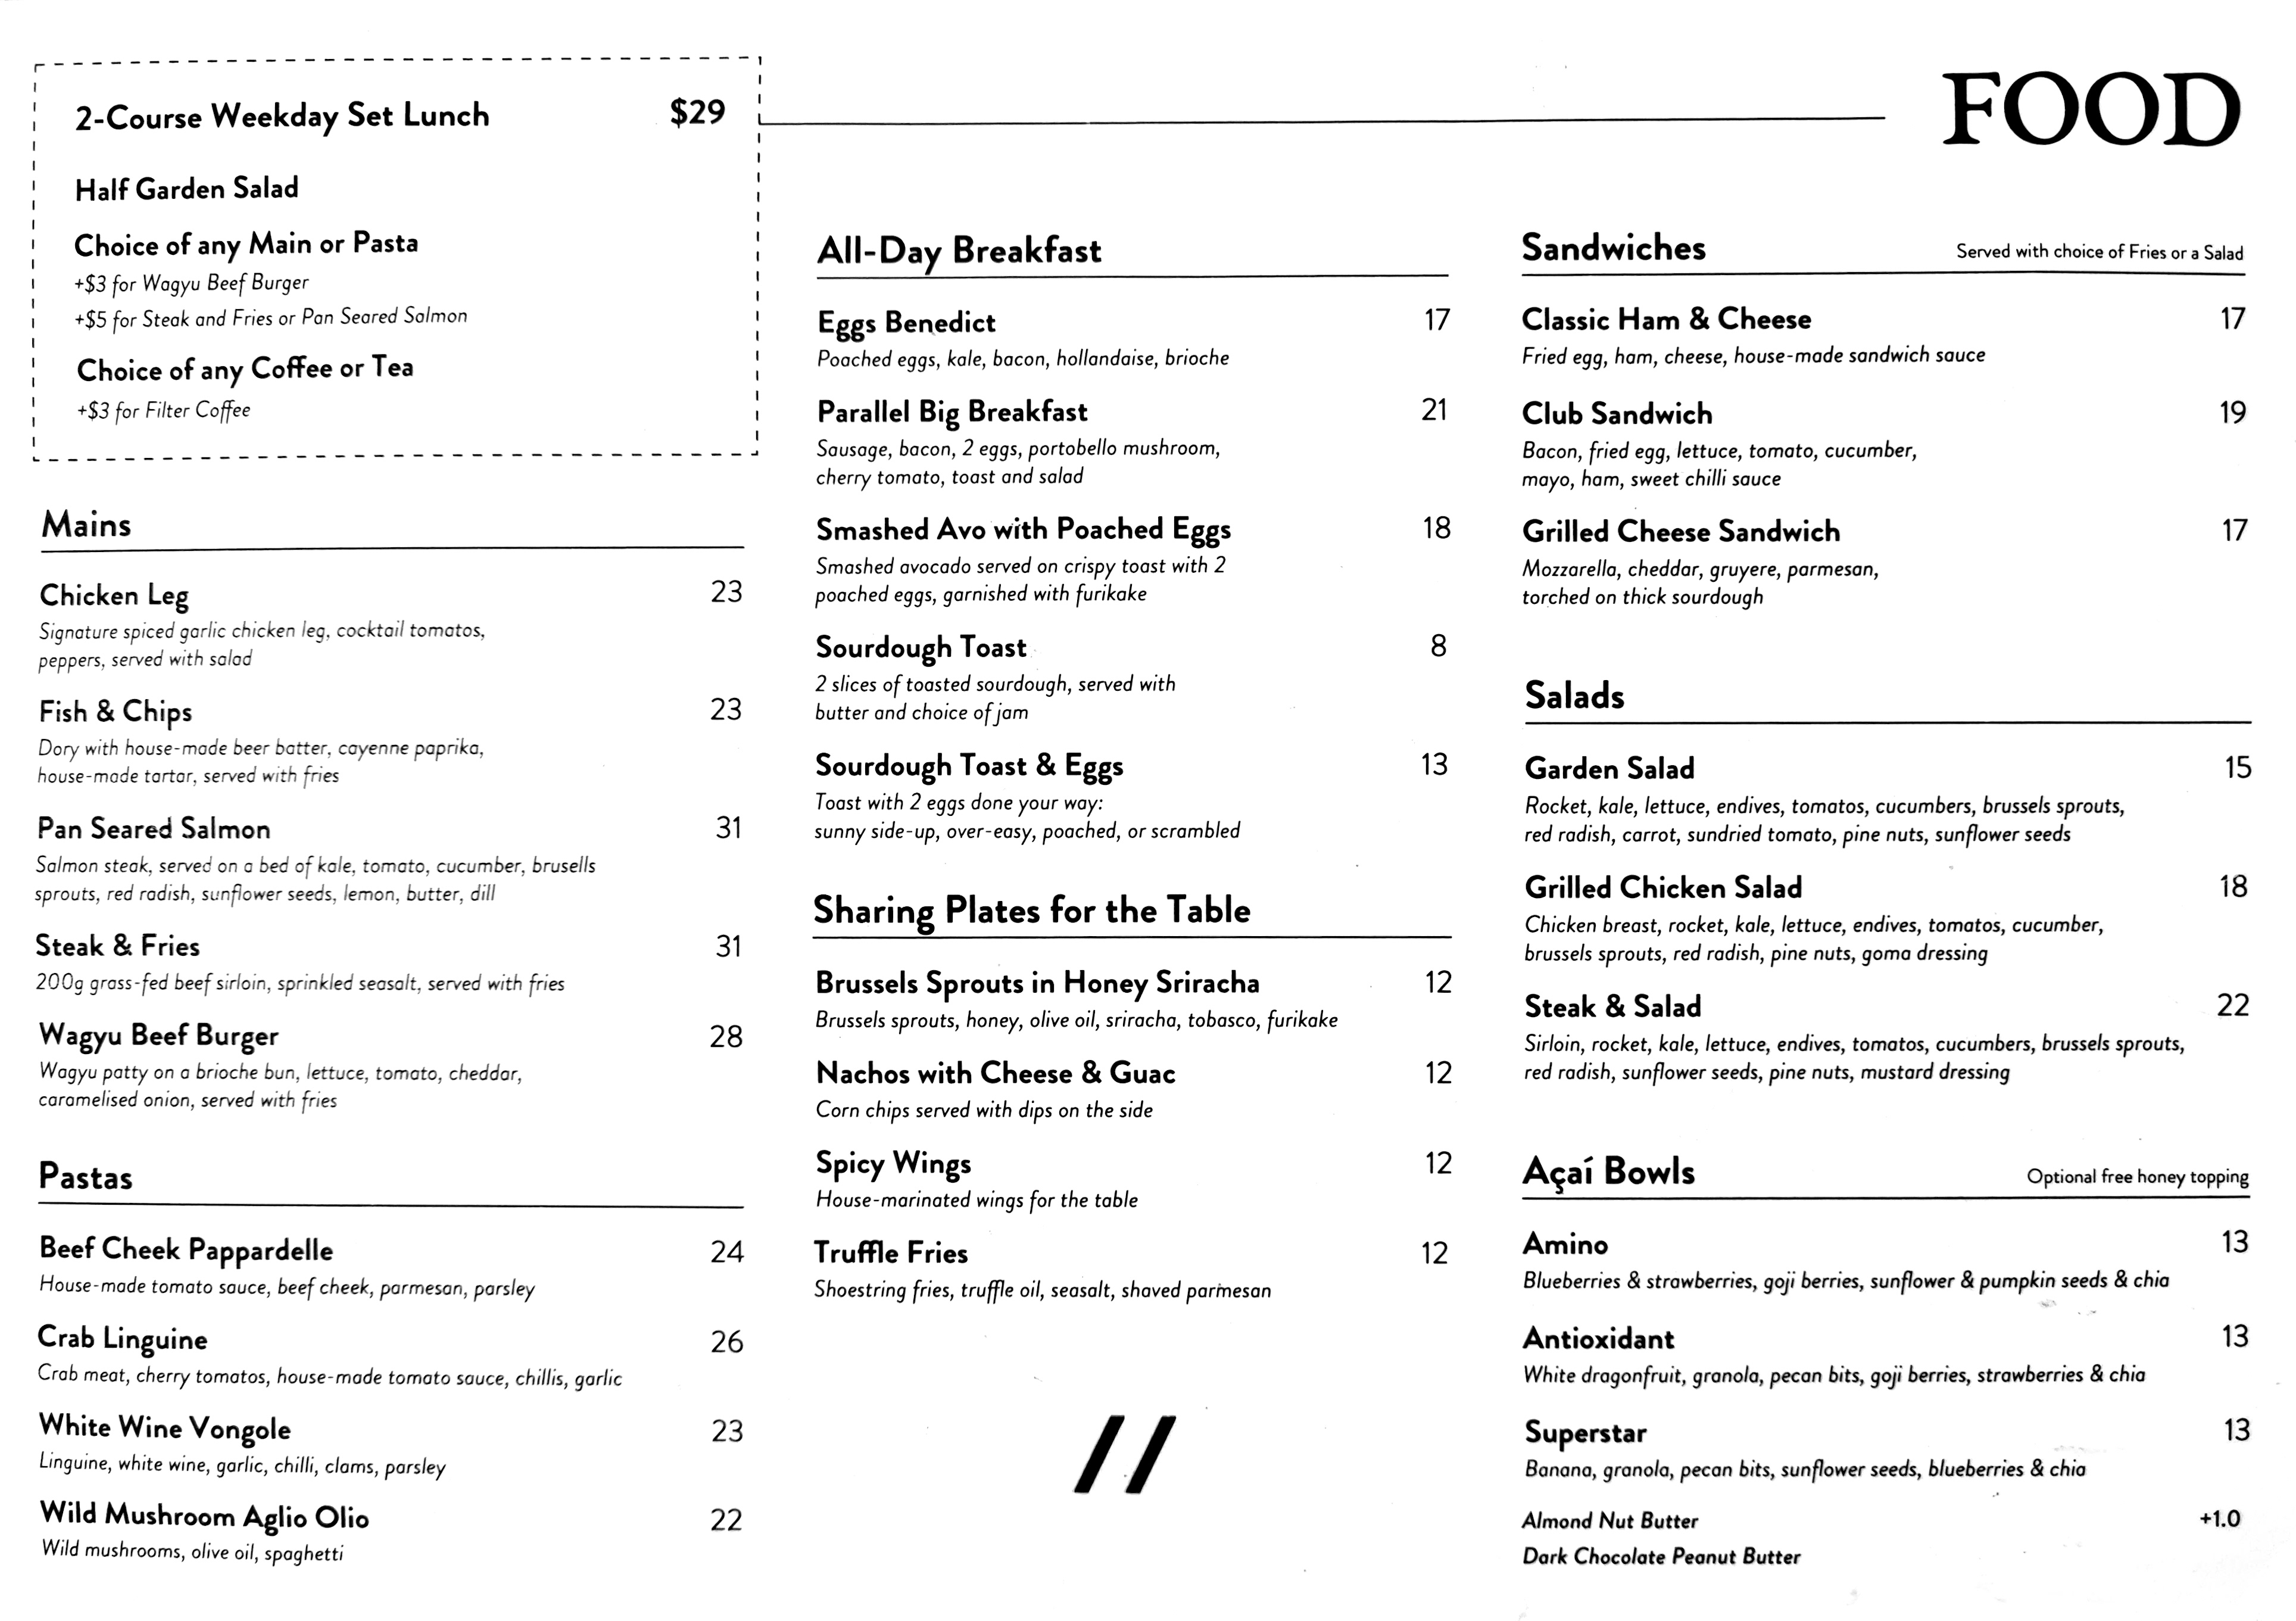 FOOD
2-Course Weekday Set Lunch $29
Half Garden Salad
Choice of any Main or Pasta
+$3 for Wagyu Beef Burger
+$5 for Steak and Fries or Pan Seared Salmon
Choice of any Coffee or Tea
+$3 for Filter Coffee
Mains
Chicken Leg 23
Signature spiced garlic chicken leg, cocktail tomatos,
peppers, served with salad
Fish & Chips 23
Dory with house-made beer batter, cayenne paprika,
house-made tartar, served with fries
Pan Seared Salmon 31
Salmon steak, served on a bed of kale, tomato, cucumber, brusells
sprouts, red radish, sunflower seeds, lemon, butter, dill
Steak & Fries 31
200g grass-fed beef sirloin, sprinkled seasalt, served with fries
Wagyu Beef Burger 28
Wagyu patty on a brioche bun, lettuce, tomato, cheddar,
caramelised onion, served with fries
Pastas
Beef Cheek Pappardelle 24
House-made tomato sauce, beef cheek, parmesan, parsley
Crab Linguine 26
Crab meat, cherry tomatos, house-made tomato sauce, chillis, garlic
White Wine Vongole 23
Linguine, white wine, garlic, chilli, clams, parsley
Wild Mushroom Aglio Olio 22
Wild mushrooms, olive oil, spaghetti
All-Day Breakfast
Eggs Benedict 17
Poached eggs, kale, bacon, hollandaise, brioche
Parallel Big Breakfast 21
Sausage, bacon, 2 eggs, portobello mushroom,
cherry tomato, toast and salad
Smashed Avo with Poached Eggs 18
Smashed avocado served on crispy toast with 2
poached eggs, garnished with furikake
Sourdough Toast 8
2 slices of toasted sourdough, served with
butter and choice of jam
Sourdough Toast & Eggs 13
Toast with 2 eggs done your way:
sunny side-up, over-easy, poached, or scrambled
Sharing Plates for the Table
Brussels Sprouts in Honey Sriracha 12
Brussels sprouts, honey, olive oil, sriracha, tobasco, furikake
Nachos with Cheese & Guac 12
Corn chips served with dips on the side
Spicy Wings 12
House-marinated wings for the table
Truffle Fries 12
Shoestring fries, truffle oil, seasalt, shaved parmesan
//
Sandwiches Served with choice of Fries or a Salad
Classic Ham & Cheese 17
Fried egg, ham, cheese, house-made sandwich sauce
Club Sandwich 19
Bacon, fried egg, lettuce, tomato, cucumber,
mayo, ham, sweet chilli sauce
Grilled Cheese Sandwich 17
Mozzarella, cheddar, gruyere, parmesan,
torched on thick sourdough
Salads
Garden Salad 15
Rocket, kale, lettuce, endives, tomatos, cucumbers, brussels sprouts,
red radish, carrot, sundried tomato, pine nuts, sunflower seeds
Grilled Chicken Salad 18
Chicken breast, rocket, kale, lettuce, endives, tomatos, cucumber,
brussels sprouts, red radish, pine nuts, goma dressing
Steak & Salad 22
Sirloin, rocket, kale, lettuce, endives, tomatos, cucumbers, brussels sprouts,
red radish, sunflower seeds, pine nuts, mustard dressing
Açaí Bowls Optional free honey topping
Amino 13
Blueberries & strawberries, goji berries, sunflower & pumpkin seeds & chia
Antioxidant 13
White dragonfruit, granola, pecan bits, goji berries, strawberries & chia
Superstar 13
Banana, granola, pecan bits, sunflower seeds, blueberries & chia
Almond Nut Butter +1.0
Dark Chocolate Peanut Butter